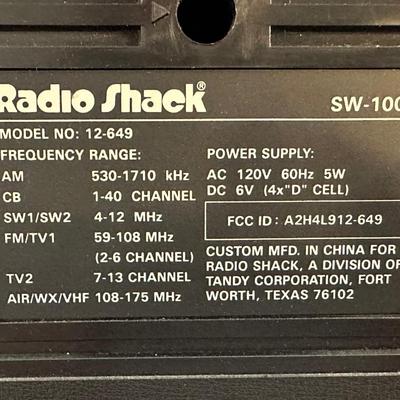 Radio Shack®
SW-100
MODEL NO: 12-649
FREQUENCY RANGE:
AM 530-1710 kHz
CB 1-40 CHANNEL
SW1/SW2 4-12 MHz
FM/TV1 59-108 MHz
(2-6 CHANNEL)
TV2 7-13 CHANNEL
AIR/WX/VHF 108-175 MHz
POWER SUPPLY:
AC 120V 60Hz 5W
DC 6V (4x"D" CELL)
FCC ID : A2H4L912-649
CUSTOM MFD. IN CHINA FOR
RADIO SHACK, A DIVISION OF
TANDY CORPORATION, FORT
WORTH, TEXAS 76102